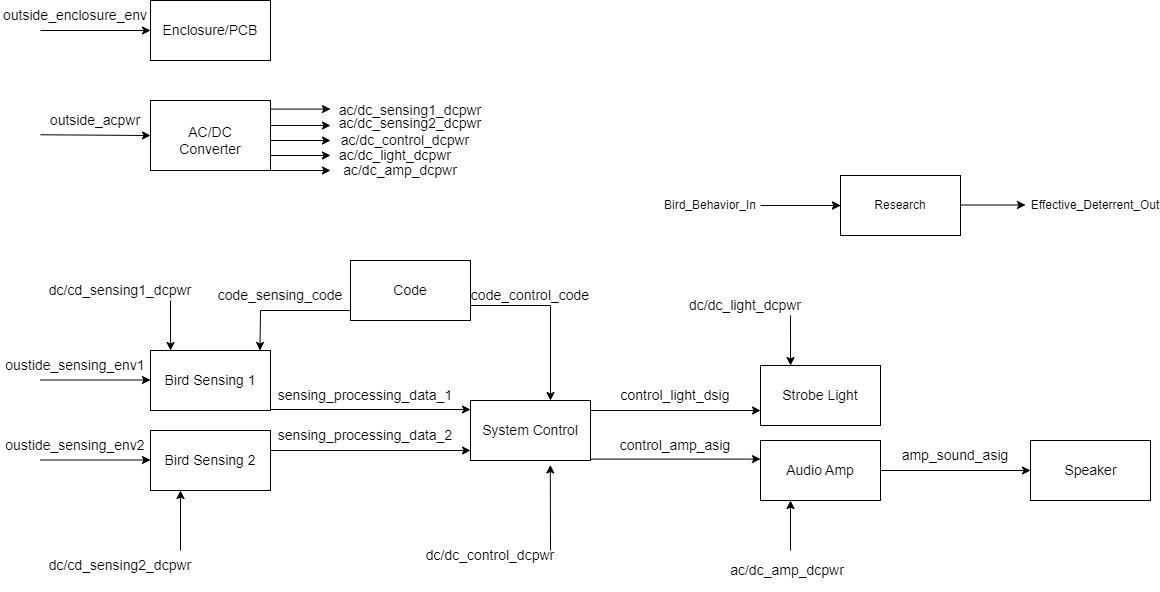 outside_enclosure_env
Enclosure/PCB
outside_acpwr
AC/DC
Converter
ac/dc_sensing1_dcpwr
ac/dc_sensing2_dcpwr
ac/dc_control_dcpwr
ac/dc_light_dcpwr
ac/dc_amp_dcpwr
Bird_Behavior_In
Research
Effective_Deterrent_Out
dc/cd_sensing1_dcpwr
code_sensing_code
Code
code_control_code
dc/dc_light_dcpwr
oustide_sensing_env1
Bird Sensing 1
sensing_processing_data_1
control_light_dsig
Strobe Light
oustide_sensing_env2
Bird Sensing 2
sensing_processing_data_2
System Control
control_amp_asig
Audio Amp
amp_sound_asig
Speaker
dc/cd_sensing2_dcpwr
dc/dc_control_dcpwr
ac/dc_amp_dcpwr